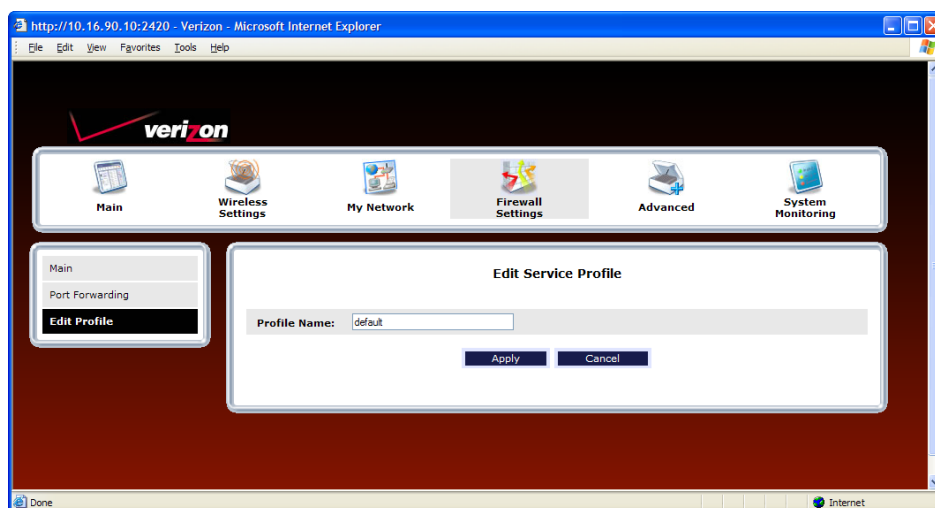 http://10.16.90.10:2420 - Verizon - Microsoft Internet Explorer
File Edit View Favorites Tools Help
verizon
Main
Wireless Settings
My Network
Firewall Settings
Advanced
System Monitoring
Main
Port Forwarding
Edit Profile
Edit Service Profile
Profile Name: default
Apply Cancel
Done
Internet